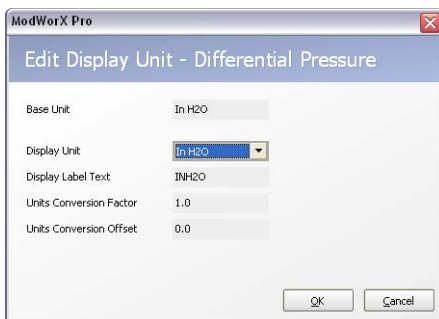 ModWorX Pro
Edit Display Unit - Differential Pressure
Base Unit In H2O
Display Unit In H2O
Display Label Text INH2O
Units Conversion Factor 1.0
Units Conversion Offset 0.0
OK Cancel